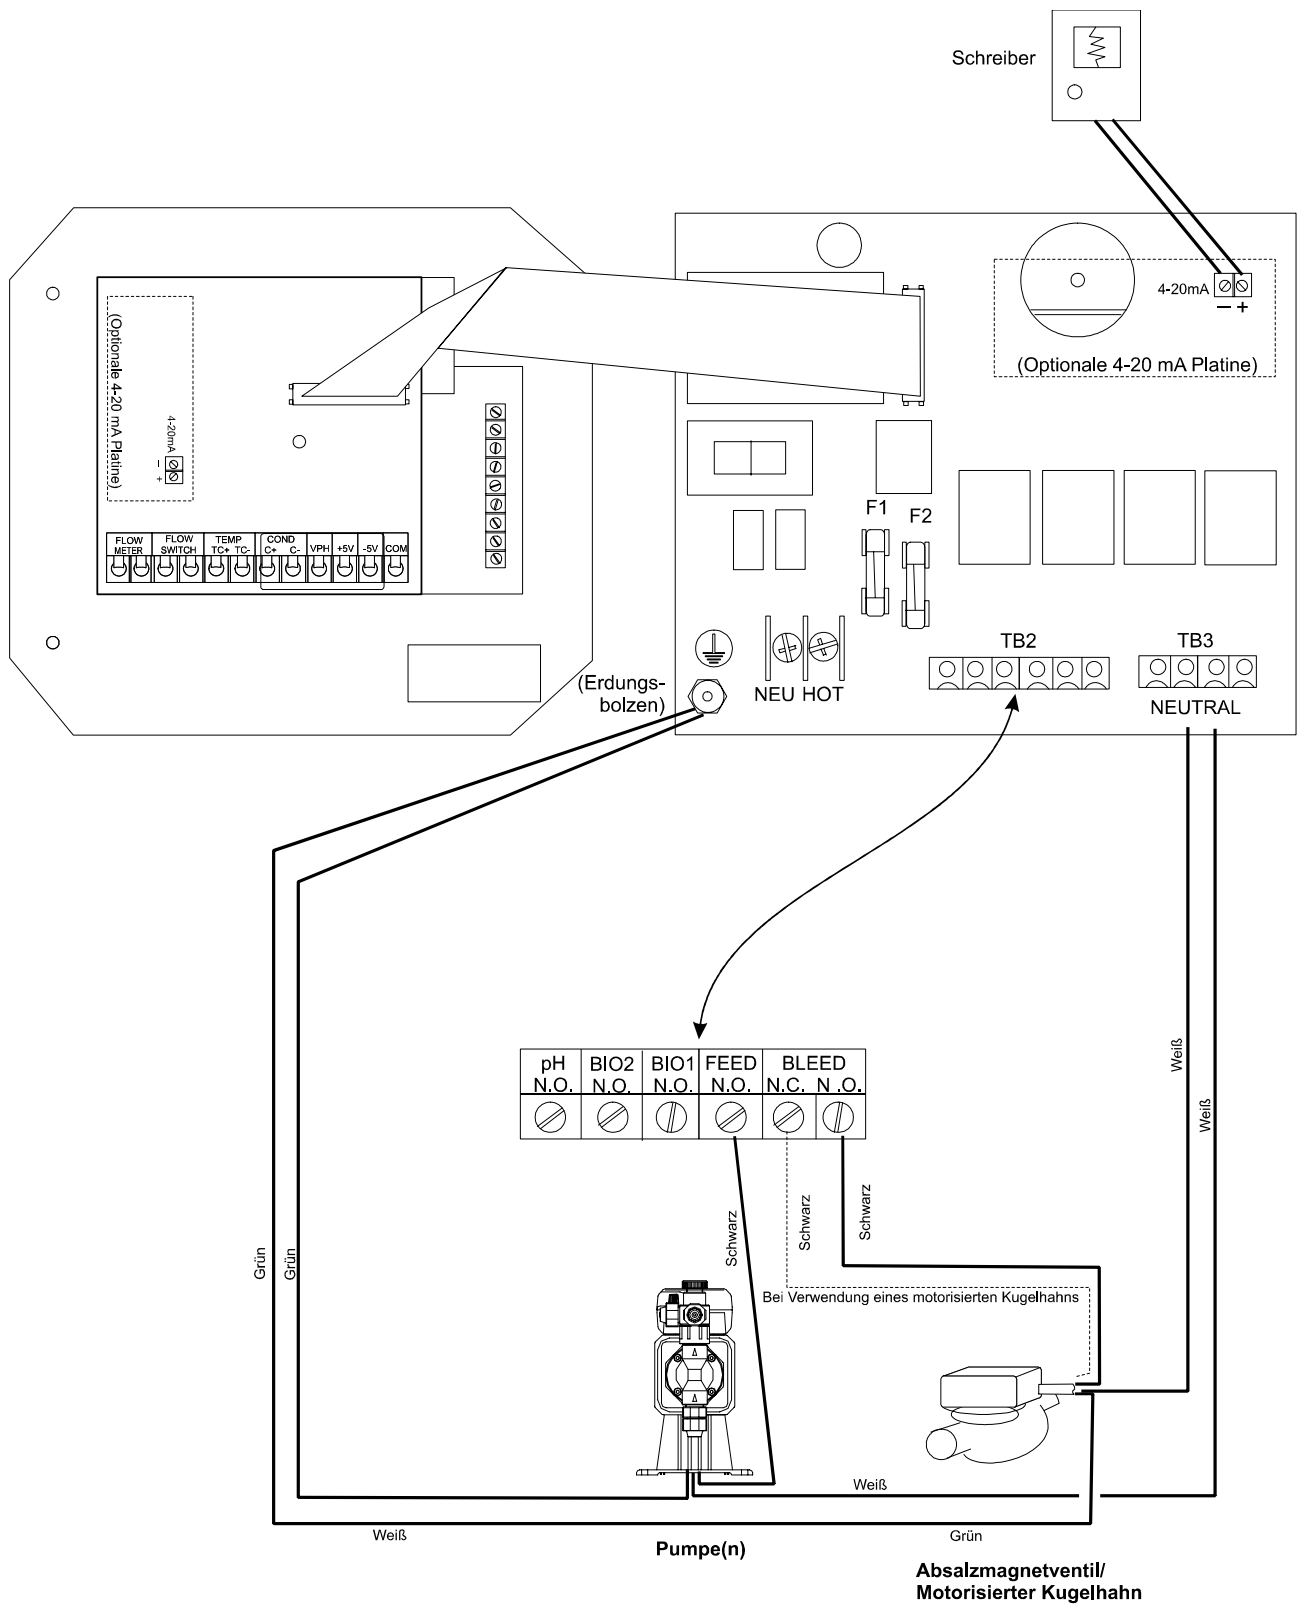 Schreiber
4-20mA
– +
(Optionale 4-20 mA Platine)
(Optionale 4-20 mA Platine)
4-20mA
– +
FLOW METER
FLOW SWITCH
TEMP
TC+ TC-
COND
C+ C-
VPH
+5V
-5V
COM
F1
F2
(Erdungs-
bolzen)
NEU HOT
TB2
TB3
NEUTRAL
pH
N.O.
BIO2
N.O.
BIO1
N.O.
FEED
N.O.
BLEED
N.C. N .O.
Weiß
Weiß
Schwarz
Schwarz
Schwarz
Grün
Grün
Bei Verwendung eines motorisierten Kugelhahns
Weiß
Weiß
Grün
Pumpe(n)
Absalzmagnetventil/
Motorisierter Kugelhahn